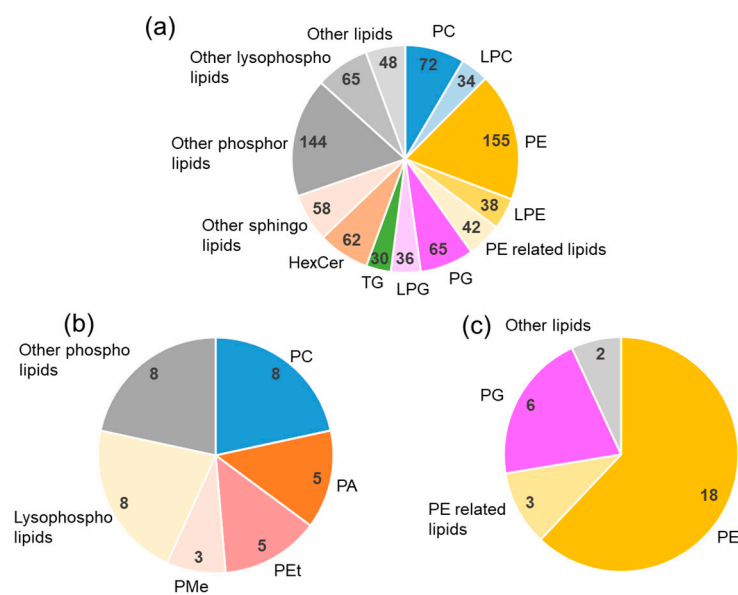 (a)
Other lipids
48
PC
72
LPC
34
PE
155
LPE
38
PE related lipids
42
PG
65
LPG
36
TG
30
HexCer
62
Other sphingo
lipids
58
Other phosphor
lipids
144
Other lysophospho
lipids
65
(b)
PC
8
PA
5
PEt
5
PMe
3
Lysophospho
lipids
8
Other phospho
lipids
8
(c)
Other lipids
2
PE
18
PE related
lipids
3
PG
6